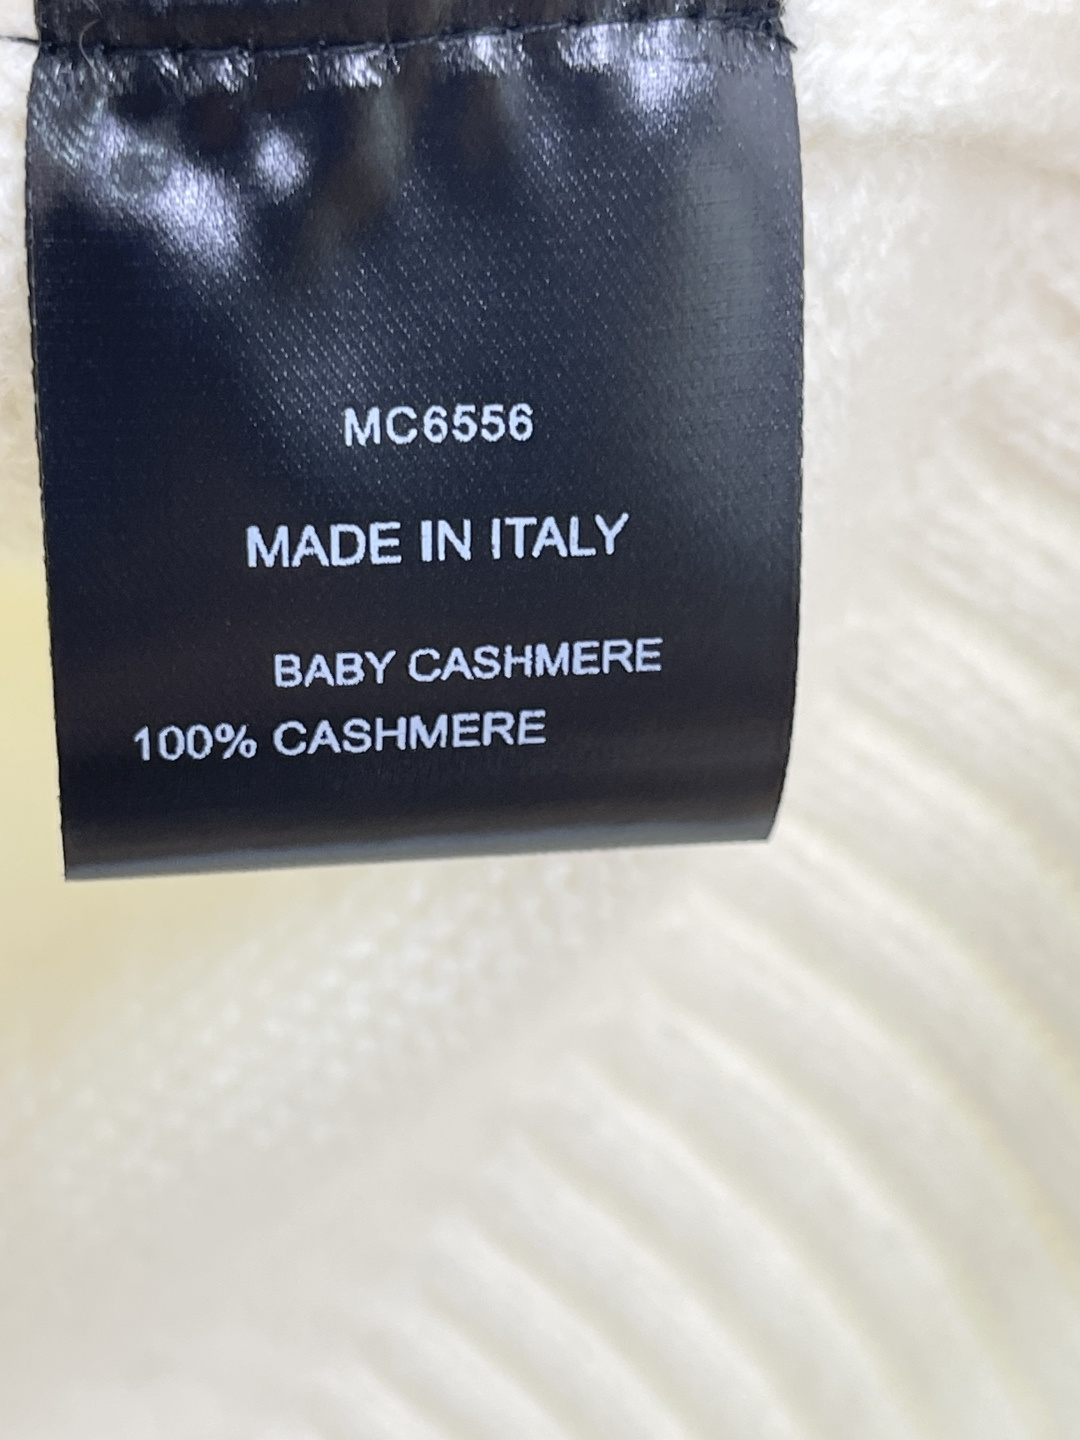 MC6556
MADE IN ITALY
BABY CASHMERE
100% CASHMERE